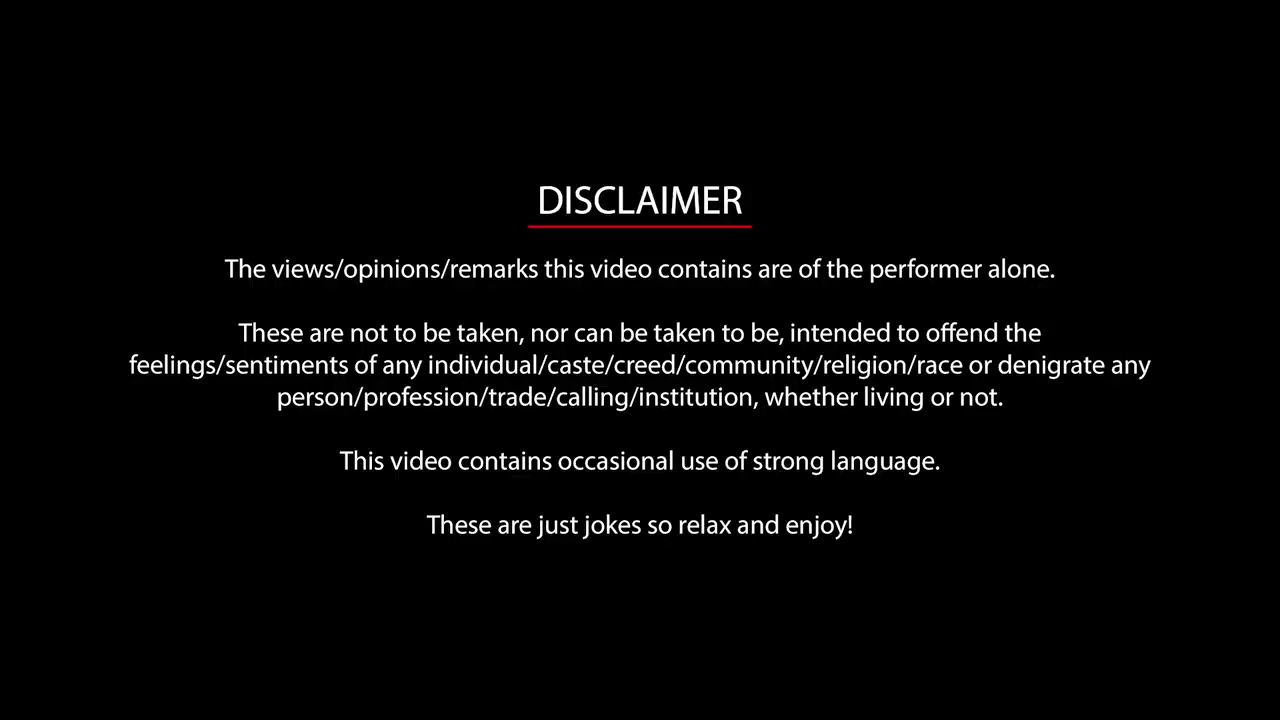 DISCLAIMER
The views/opinions/remarks this video contains are of the performer alone.
These are not to be taken, nor can be taken to be, intended to offend the
feelings/sentiments of any individual/caste/creed/community/religion/race or denigrate any
person/profession/trade/calling/institution, whether living or not.
This video contains occasional use of strong language.
These are just jokes so relax and enjoy!